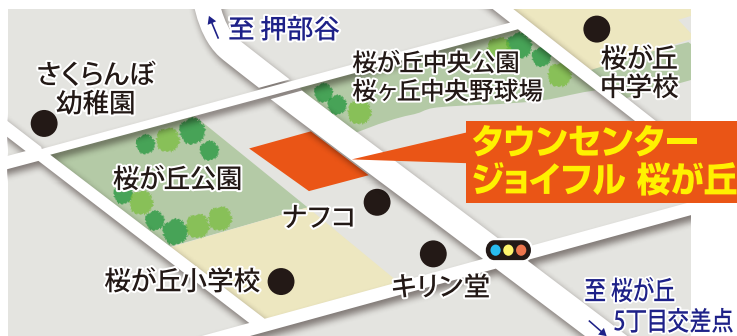 至 押部谷
さくらんぼ
幼稚園
桜が丘中央公園
桜ヶ丘中央野球場
桜が丘
中学校
タウンセンター
ジョイフル 桜が丘
桜が丘公園
ナフコ
桜が丘小学校
キリン堂
至 桜が丘
5丁目交差点